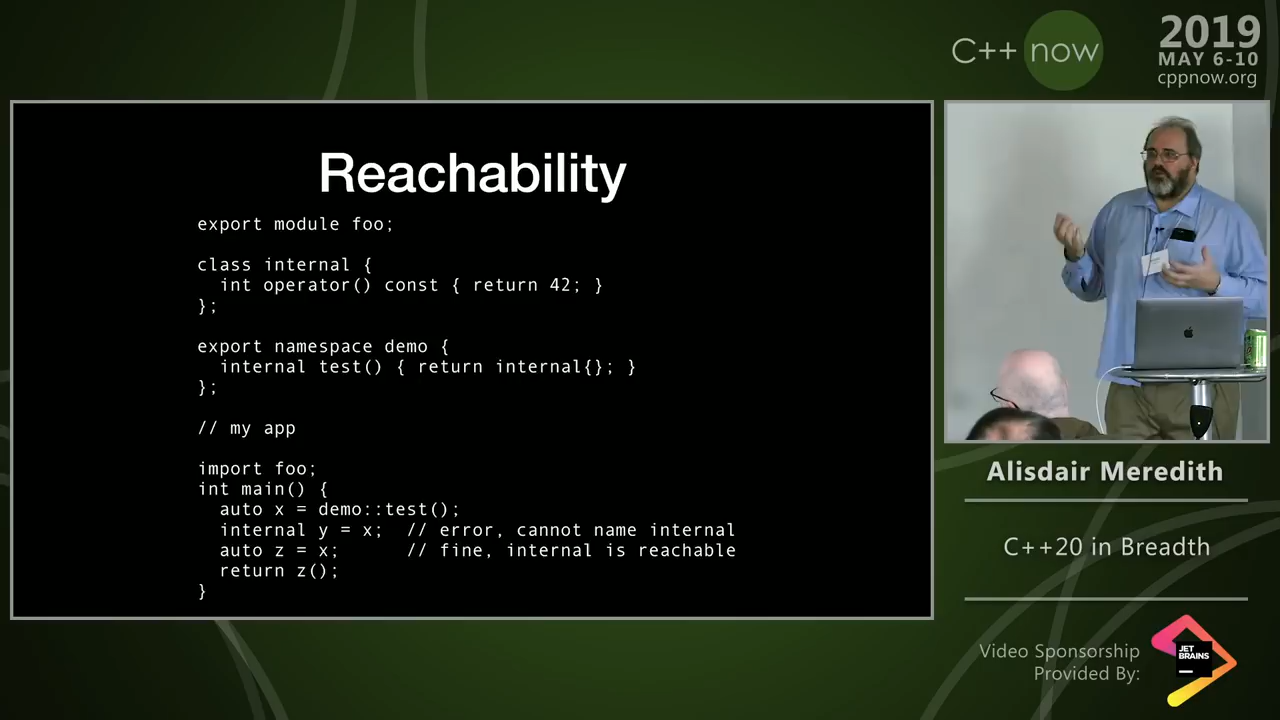 C++ now
2019
MAY 6-10
cppnow.org
Reachability
export module foo;
class internal {
  int operator() const { return 42; }
};
export namespace demo {
  internal test() { return internal{}; }
};
// my app
import foo;
int main() {
  auto x = demo::test();
  internal y = x;  // error, cannot name internal
  auto z = x;      // fine, internal is reachable
  return z();
}
Alisdair Meredith
C++20 in Breadth
Video Sponsorship
Provided By:
JET
BRAINS